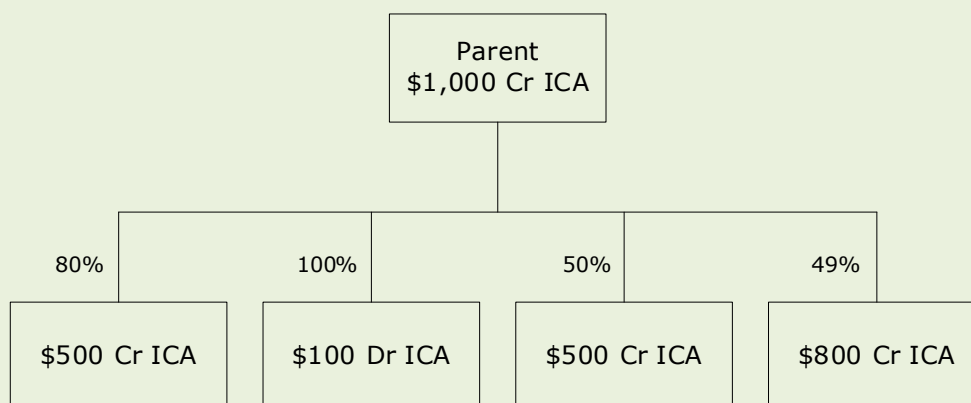 Parent
$1,000 Cr ICA
80%
100%
50%
49%
$500 Cr ICA
$100 Dr ICA
$500 Cr ICA
$800 Cr ICA